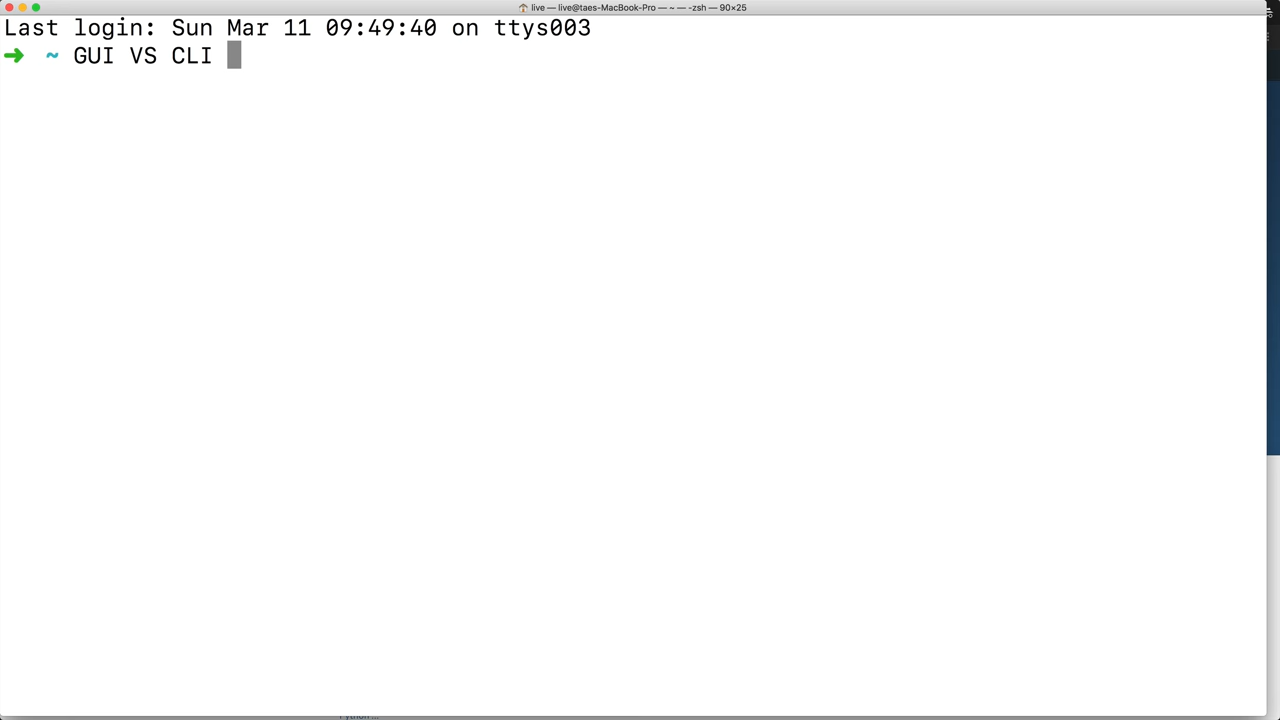 live — live@taes-MacBook-Pro — ~ — -zsh — 90×25
Last login: Sun Mar 11 09:49:40 on ttys003
➜ ~ GUI VS CLI